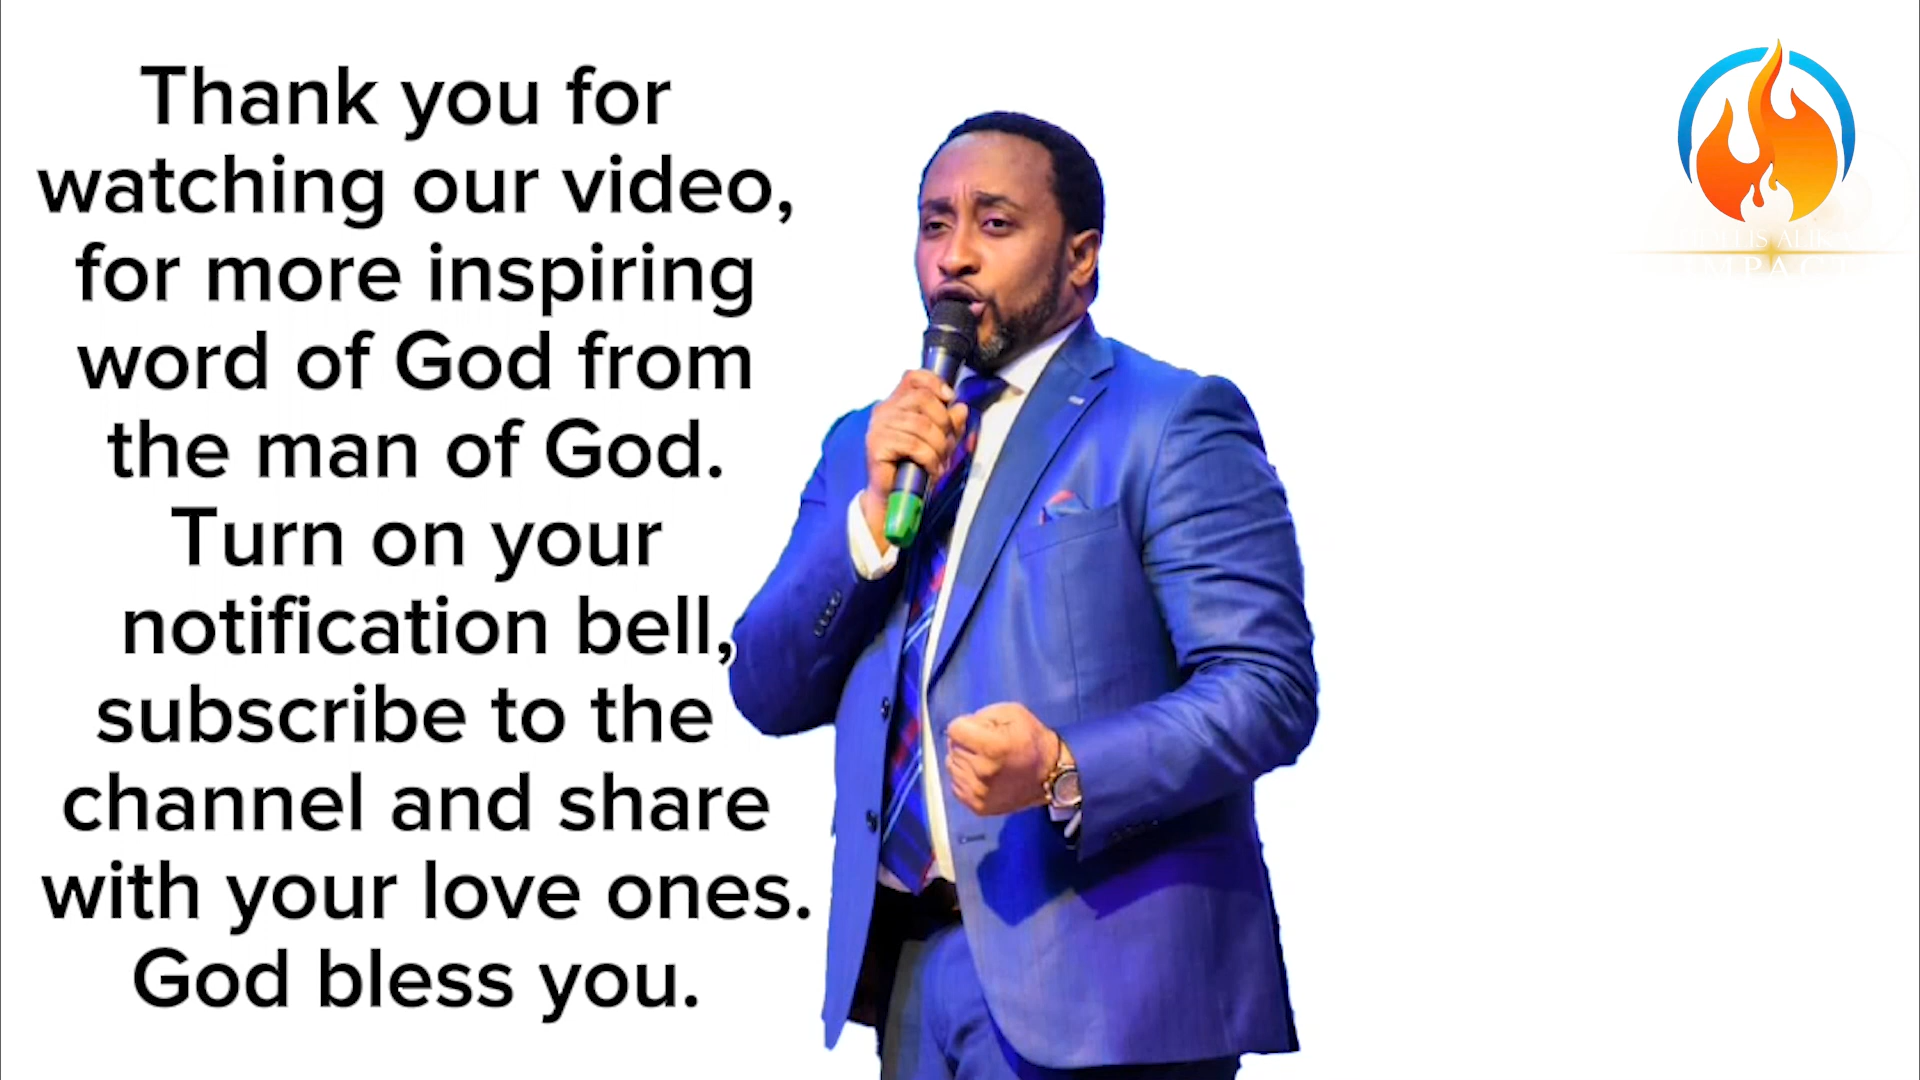 Thank you for
watching our video,
for more inspiring
word of God from
the man of God.
Turn on your
notification bell,
subscribe to the
channel and share
with your love ones.
God bless you.
IMPACT